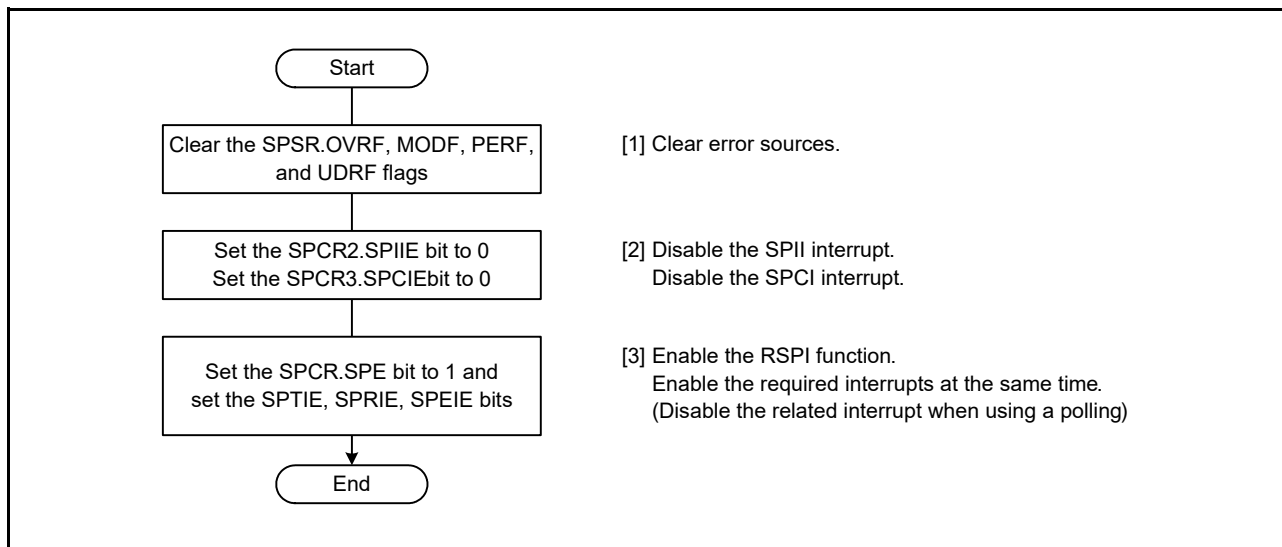 Start
Clear the SPSR.OVRF, MODF, PERF,
and UDRF flags
[1] Clear error sources.
Set the SPCR2.SPIIE bit to 0
Set the SPCR3.SPCIEbit to 0
[2] Disable the SPII interrupt.
Disable the SPCI interrupt.
Set the SPCR.SPE bit to 1 and
set the SPTIE, SPRIE, SPEIE bits
[3] Enable the RSPI function.
Enable the required interrupts at the same time.
(Disable the related interrupt when using a polling)
End